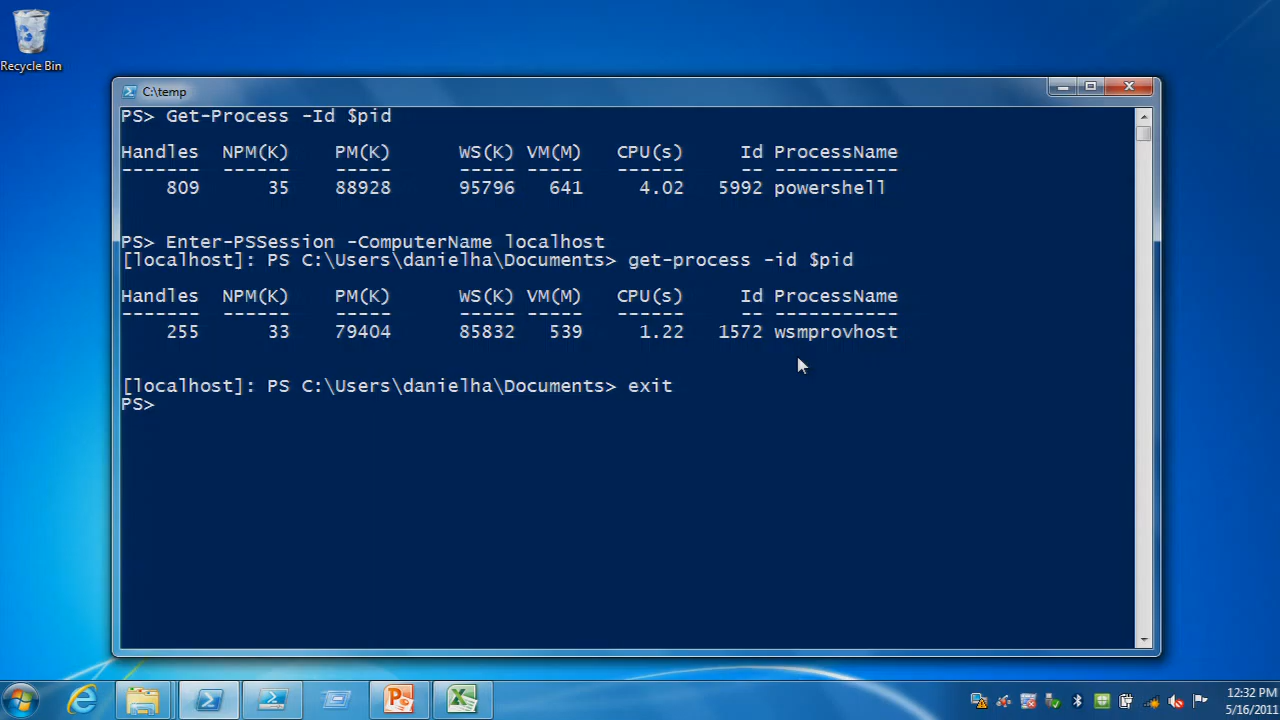 Recycle Bin
C:\temp
PS> Get-Process -Id $pid
Handles NPM(K) PM(K) WS(K) VM(M) CPU(s) Id ProcessName
------- ------ ----- ----- ----- ------ -- -----------
809 35 88928 95796 641 4.02 5992 powershell
PS> Enter-PSSession -ComputerName localhost
[localhost]: PS C:\Users\danielha\Documents> get-process -id $pid
Handles NPM(K) PM(K) WS(K) VM(M) CPU(s) Id ProcessName
------- ------ ----- ----- ----- ------ -- -----------
255 33 79404 85832 539 1.22 1572 wsmprovhost
[localhost]: PS C:\Users\danielha\Documents> exit
PS>
12:32 PM
5/16/2011